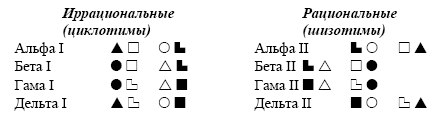 Иррациональные Рациональные
(циклотимы) (шизотимы)
Альфа I Альфа II
Бета I Бета II
Гама I Гама II
Дельта I Дельта II